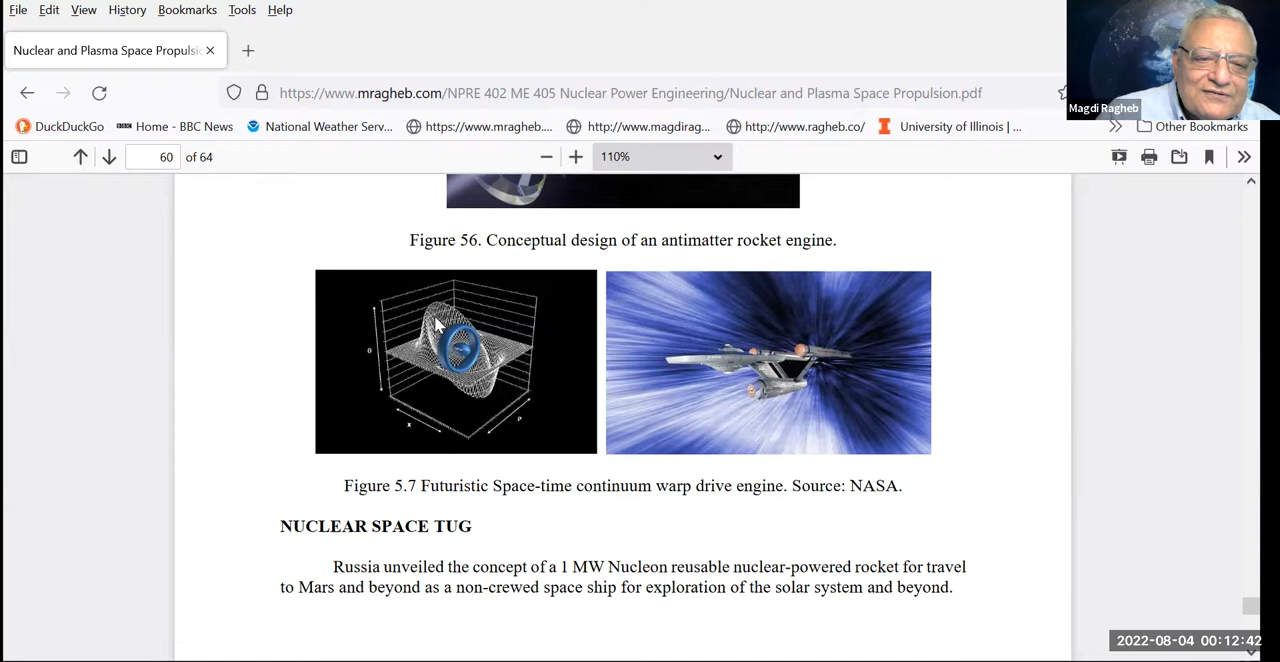 File Edit View History Bookmarks Tools Help
Nuclear and Plasma Space Propulsic
https://www.mragheb.com/NPRE 402 ME 405 Nuclear Power Engineering/Nuclear and Plasma Space Propulsion.pdf
Magdi Ragheb
DuckDuckGo BBC Home - BBC News National Weather Serv... https://www.mragheb.... http://www.magdirag... http://www.ragheb.co/ University of Illinois | ... Other Bookmarks
60 of 64 110%
Figure 56. Conceptual design of an antimatter rocket engine.
θ
x
ρ
Figure 5.7 Futuristic Space-time continuum warp drive engine. Source: NASA.
NUCLEAR SPACE TUG
Russia unveiled the concept of a 1 MW Nucleon reusable nuclear-powered rocket for travel
to Mars and beyond as a non-crewed space ship for exploration of the solar system and beyond.
2022-08-04 00:12:42